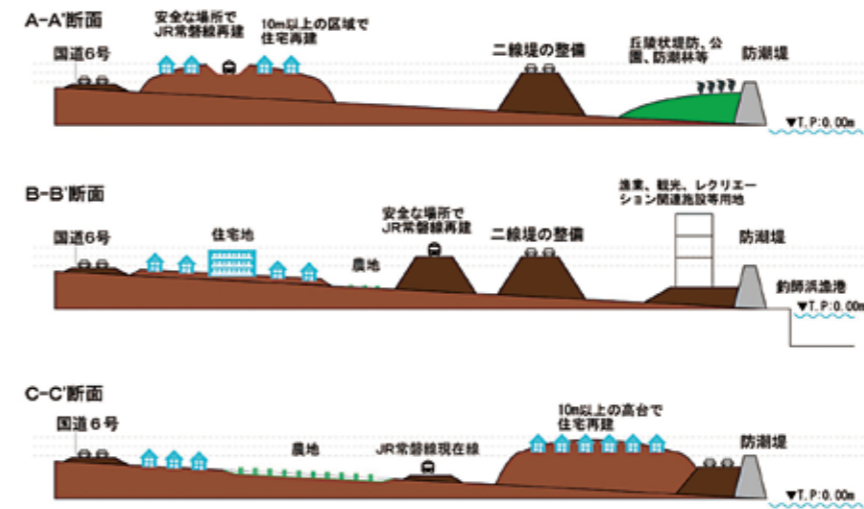 A-A'断面
安全な場所で
JR常磐線再建
10m以上の区域で
住宅再建
国道6号
二線堤の整備
丘陵状堤防、公
園、防潮林等
防潮堤
▼T.P:0.00m
B-B'断面
漁業、観光、レクリエー
ション関連施設等用地
国道6号
住宅地
農地
安全な場所で
JR常磐線再建
二線堤の整備
防潮堤
釣師浜漁港
▼T.P:0.00m
C-C'断面
国道6号
農地
JR常磐線現在線
10m以上の高台で
住宅再建
防潮堤
▼T.P:0.00m